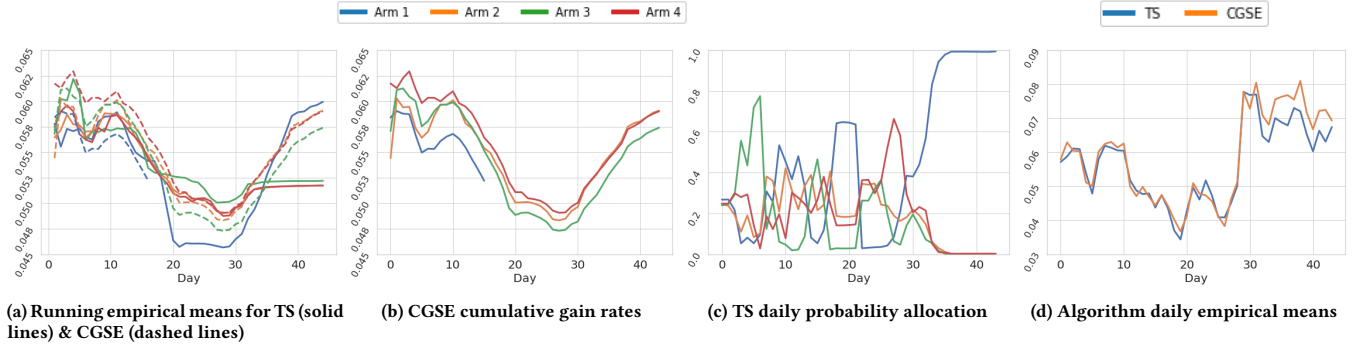 Arm 1 Arm 2 Arm 3 Arm 4
TS CGSE
0.065
0.062
0.060
0.058
0.055
0.053
0.050
0.048
0.045
0 10 20 30 40
Day
0.065
0.062
0.060
0.058
0.055
0.053
0.050
0.048
0.045
0 10 20 30 40
Day
1.0
0.8
0.6
0.4
0.2
0.0
0 10 20 30 40
Day
0.09
0.08
0.07
0.06
0.05
0.04
0.03
0 10 20 30 40
Day
(a) Running empirical means for TS (solid
lines) & CGSE (dashed lines)
(b) CGSE cumulative gain rates
(c) TS daily probability allocation
(d) Algorithm daily empirical means